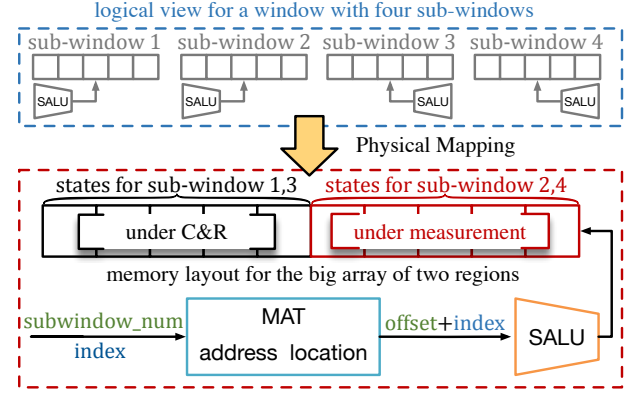 logical view for a window with four sub-windows
sub-window 1 sub-window 2 sub-window 3 sub-window 4
SALU SALU SALU SALU
Physical Mapping
states for sub-window 1,3 states for sub-window 2,4
under C&R under measurement
memory layout for the big array of two regions
subwindow_num MAT offset+index SALU
index address location